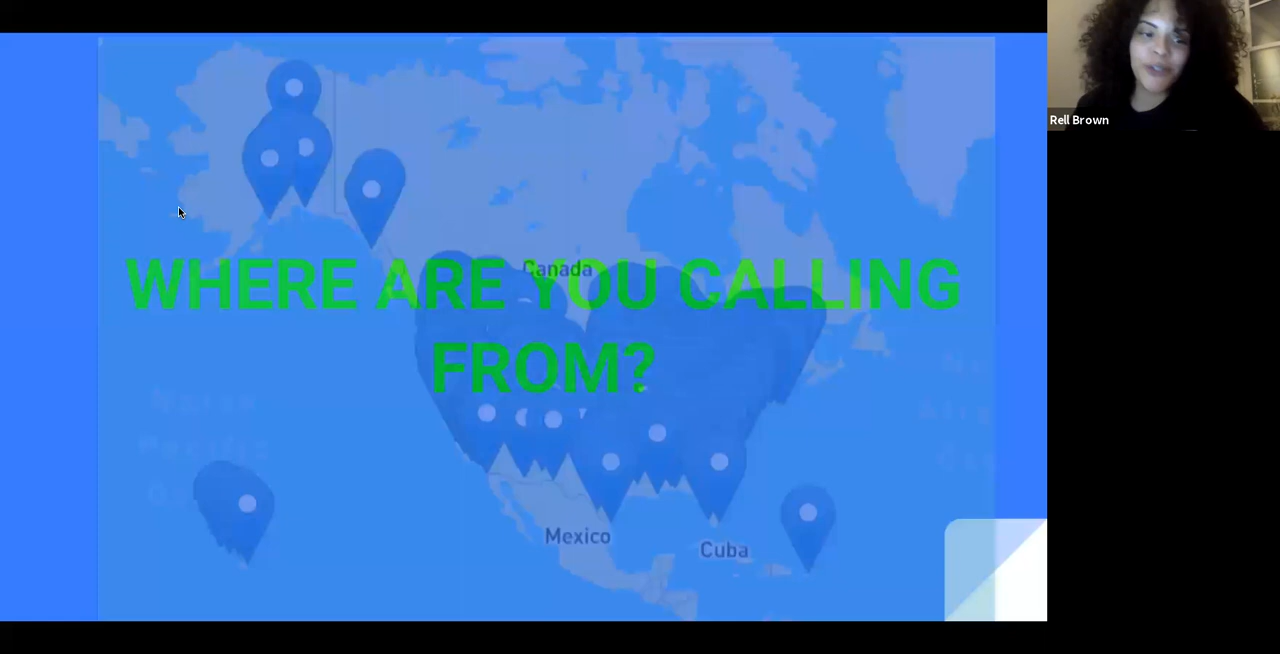 Rell Brown
Canada
WHERE ARE YOU CALLING
FROM?
Mexico
Cuba